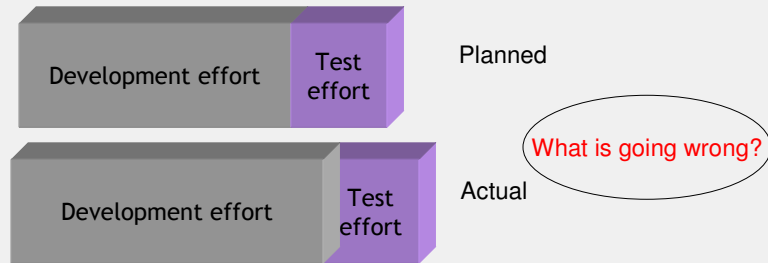 Development effort
Test
effort
Planned
What is going wrong?
Development effort
Test
effort
Actual